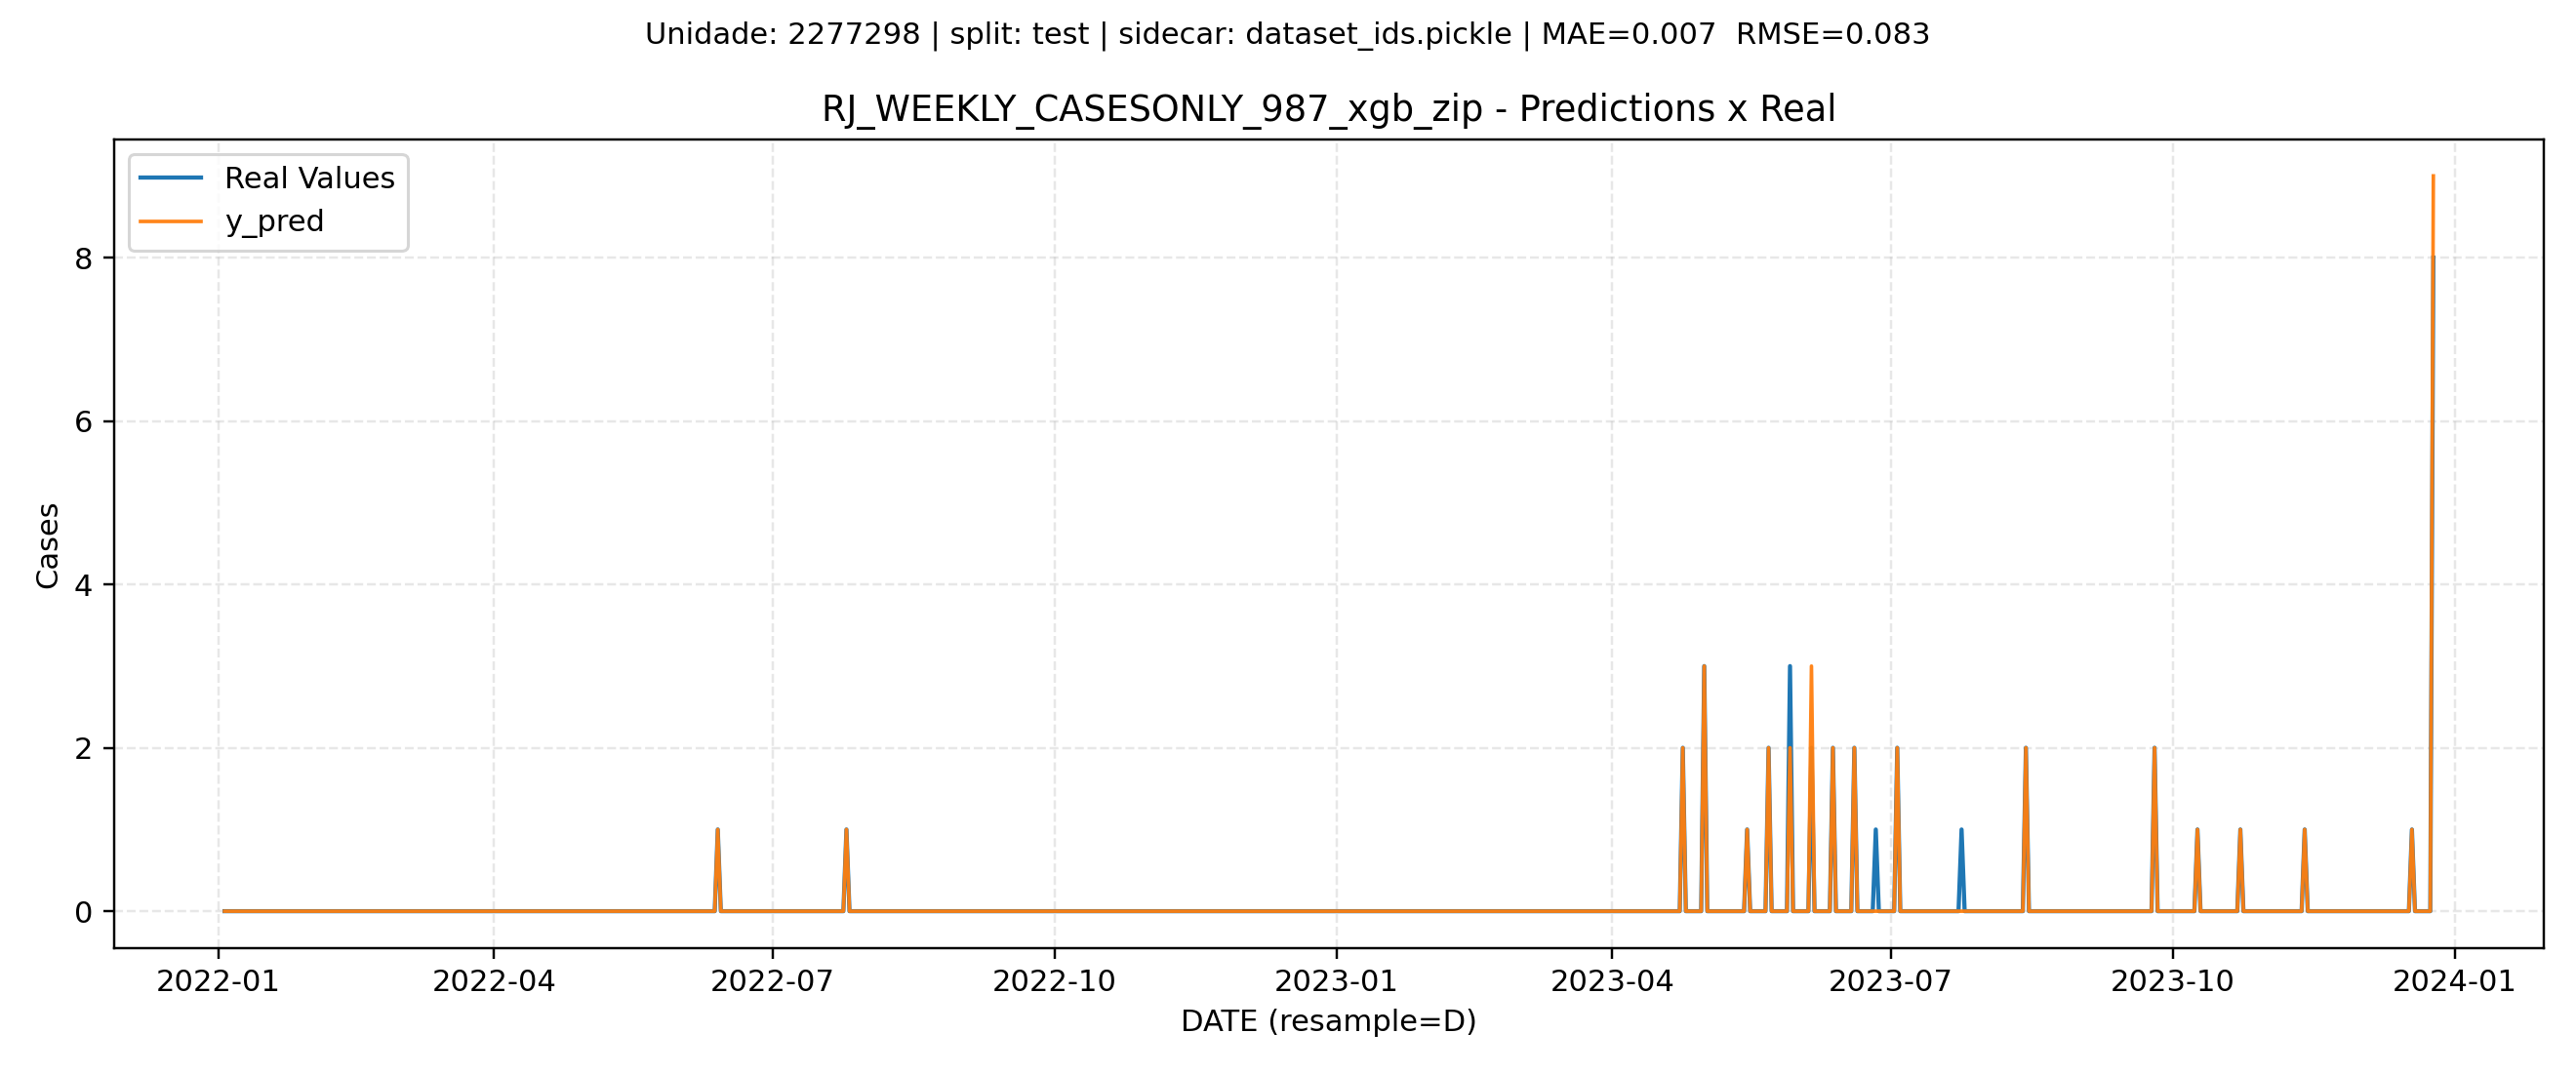 Unidade: 2277298 | split: test | sidecar: dataset_ids.pickle | MAE=0.007  RMSE=0.083
RJ_WEEKLY_CASESONLY_987_xgb_zip - Predictions x Real
Real Values
y_pred
Cases
8
6
4
2
0
2022-01 2022-04 2022-07 2022-10 2023-01 2023-04 2023-07 2023-10 2024-01
DATE (resample=D)